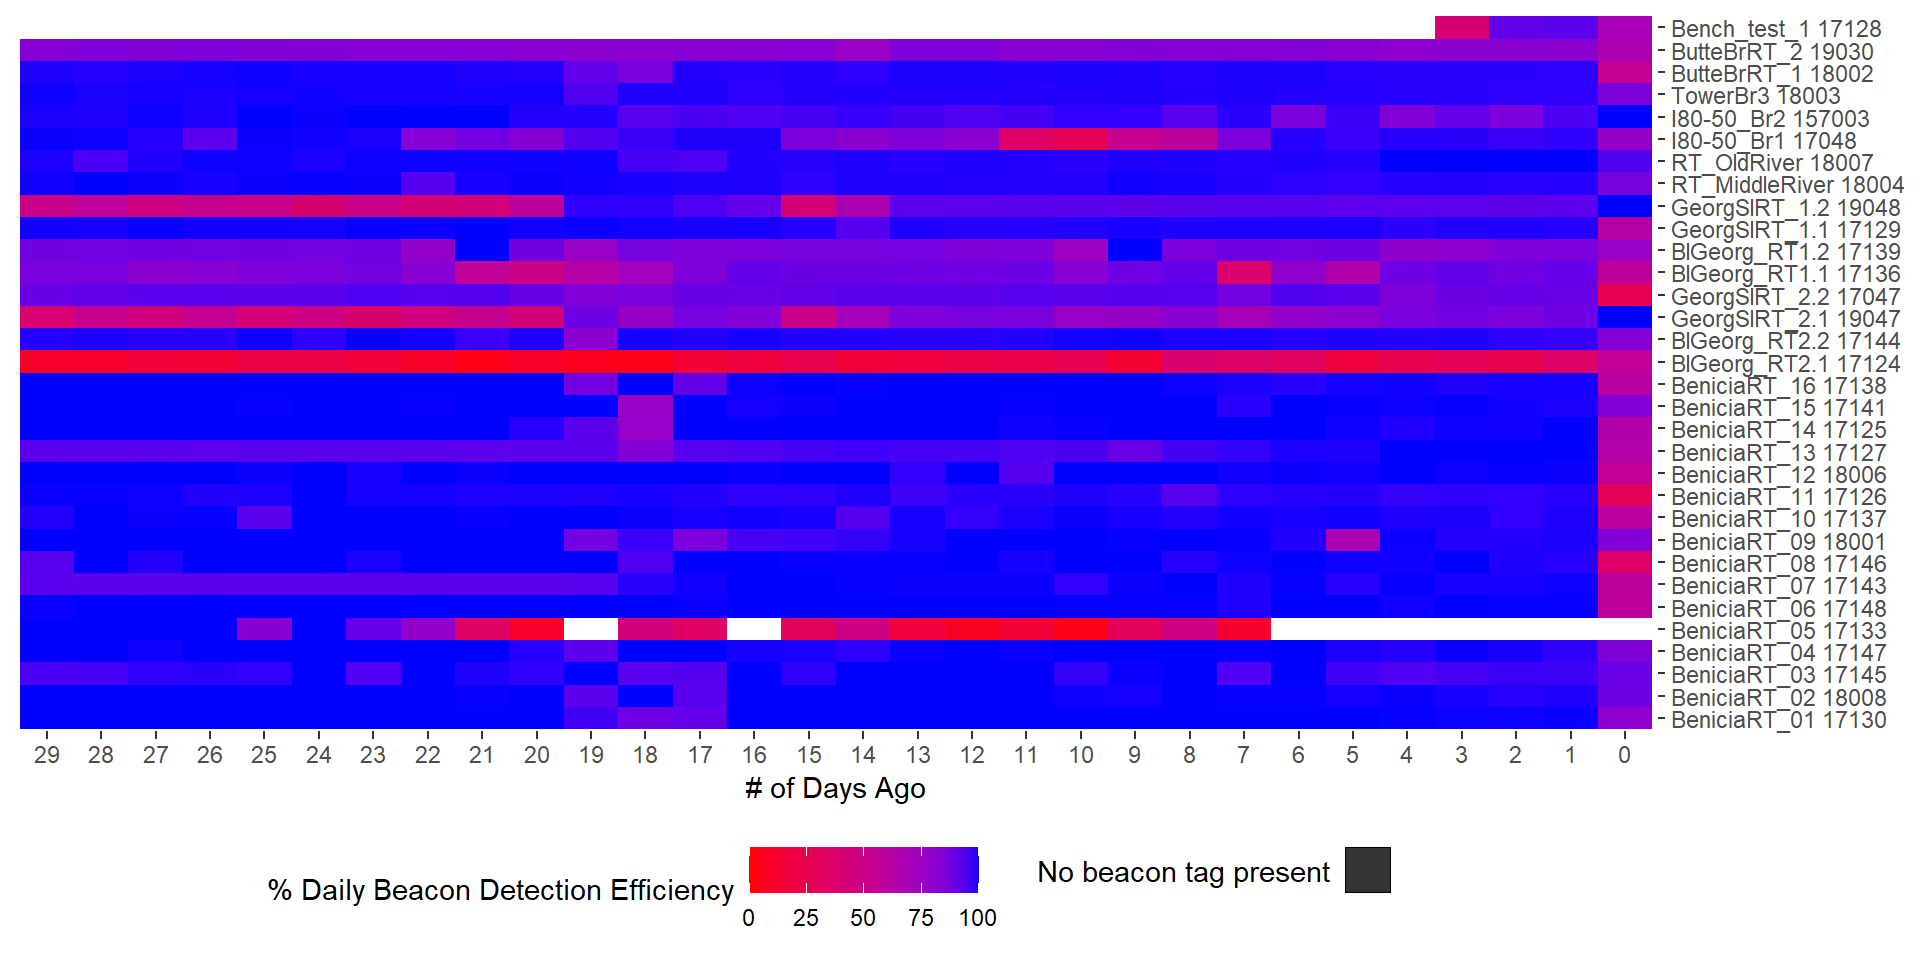 Bench_test_1 17128
ButteBrRT_2 19030
ButteBrRT_1 18002
TowerBr3 18003
I80-50_Br2 157003
I80-50_Br1 17048
RT_OldRiver 18007
RT_MiddleRiver 18004
GeorgSlRT_1.2 19048
GeorgSlRT_1.1 17129
BlGeorg_RT1.2 17139
BlGeorg_RT1.1 17136
GeorgSlRT_2.2 17047
GeorgSlRT_2.1 19047
BlGeorg_RT2.2 17144
BlGeorg_RT2.1 17124
BeniciaRT_16 17138
BeniciaRT_15 17141
BeniciaRT_14 17125
BeniciaRT_13 17127
BeniciaRT_12 18006
BeniciaRT_11 17126
BeniciaRT_10 17137
BeniciaRT_09 18001
BeniciaRT_08 17146
BeniciaRT_07 17143
BeniciaRT_06 17148
BeniciaRT_05 17133
BeniciaRT_04 17147
BeniciaRT_03 17145
BeniciaRT_02 18008
BeniciaRT_01 17130
29 28 27 26 25 24 23 22 21 20 19 18 17 16 15 14 13 12 11 10 9 8 7 6 5 4 3 2 1 0
# of Days Ago
% Daily Beacon Detection Efficiency
0 25 50 75 100
No beacon tag present